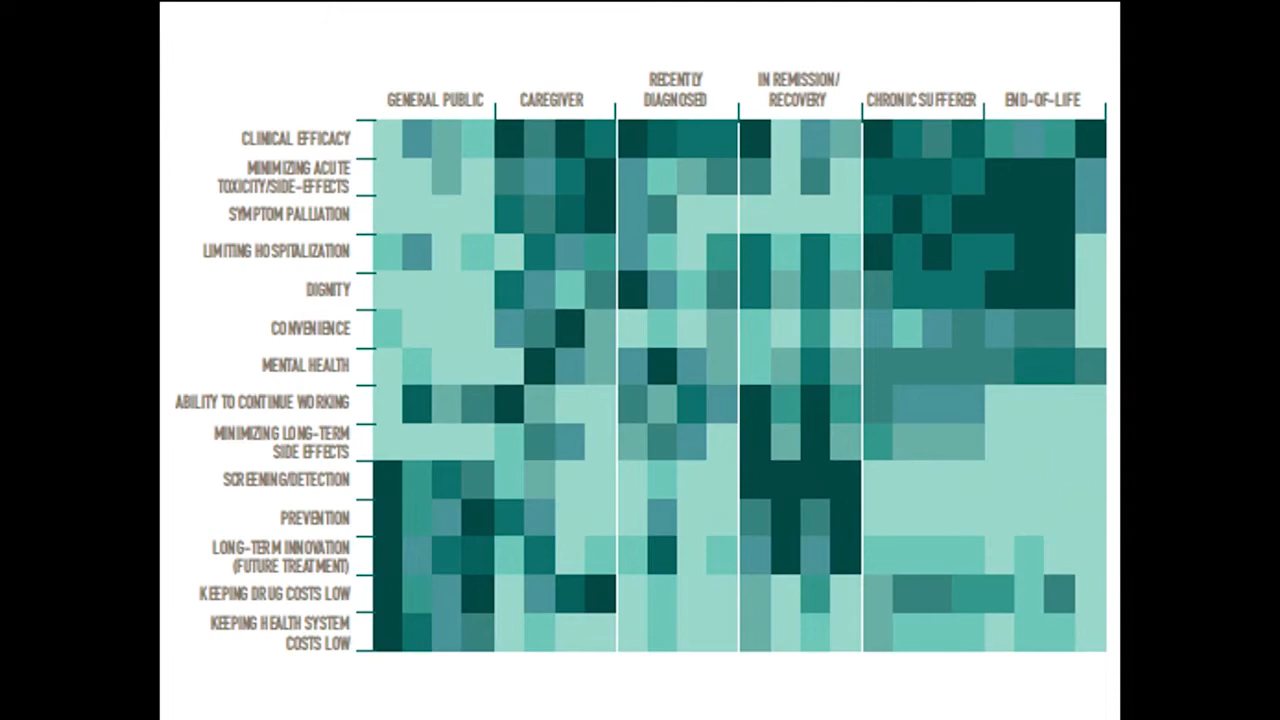 RECENTLY
IN REMISSION/
GENERAL PUBLIC
CAREGIVER
DIAGNOSED
RECOVERY
CHRONIC SUFFERER
END-OF-LIFE
CLINICAL EFFICACY
MINIMIZING ACUTE
TOXICITY/SIDE-EFFECTS
SYMPTOM PALLIATION
LIMITING HOSPITALIZATION
DIGNITY
CONVENIENCE
MENTAL HEALTH
ABILITY TO CONTINUE WORKING
MINIMIZING LONG-TERM
SIDE EFFECTS
SCREENING/DETECTION
PREVENTION
LONG-TERM INNOVATION
(FUTURE TREATMENT)
KEEPING DRUG COSTS LOW
KEEPING HEALTH SYSTEM
COSTS LOW